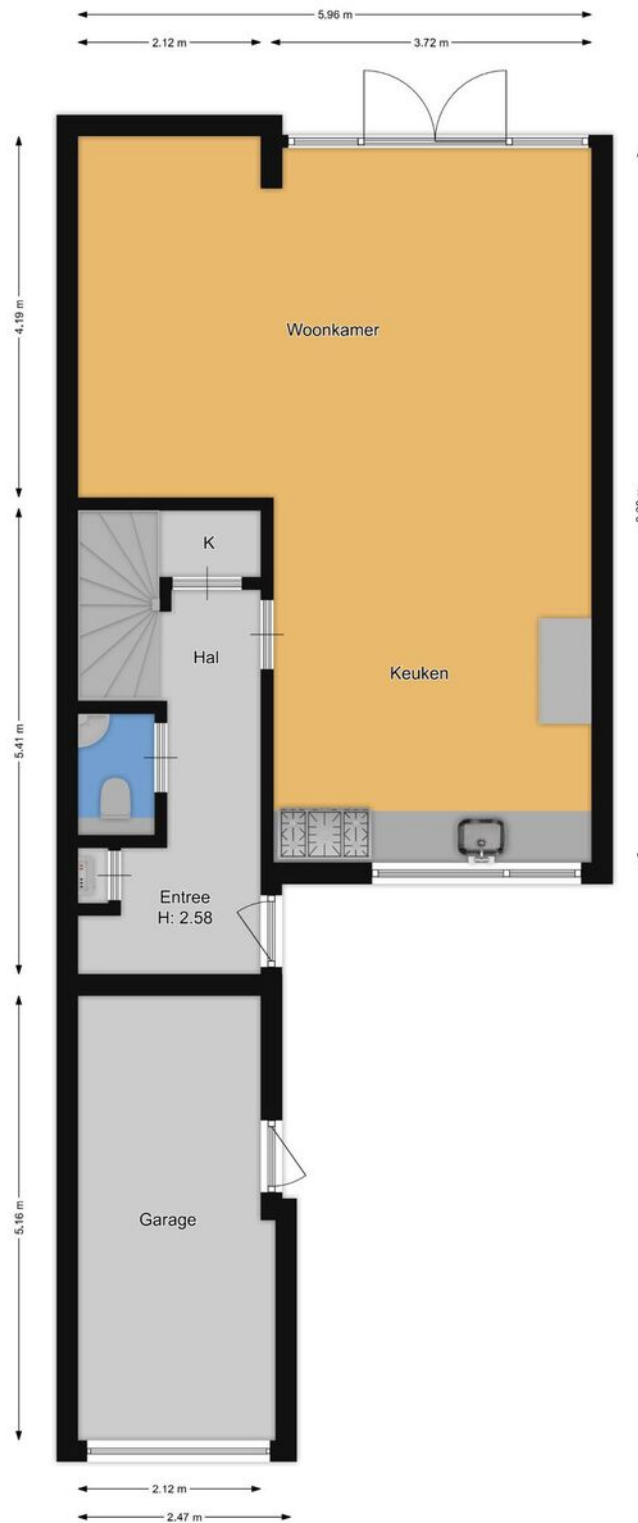 5.96 m
2.12 m
3.72 m
4.19 m
Woonkamer
K
Hal
Keuken
5.41 m
Entree
H: 2.58
5.16 m
Garage
2.12 m
2.47 m